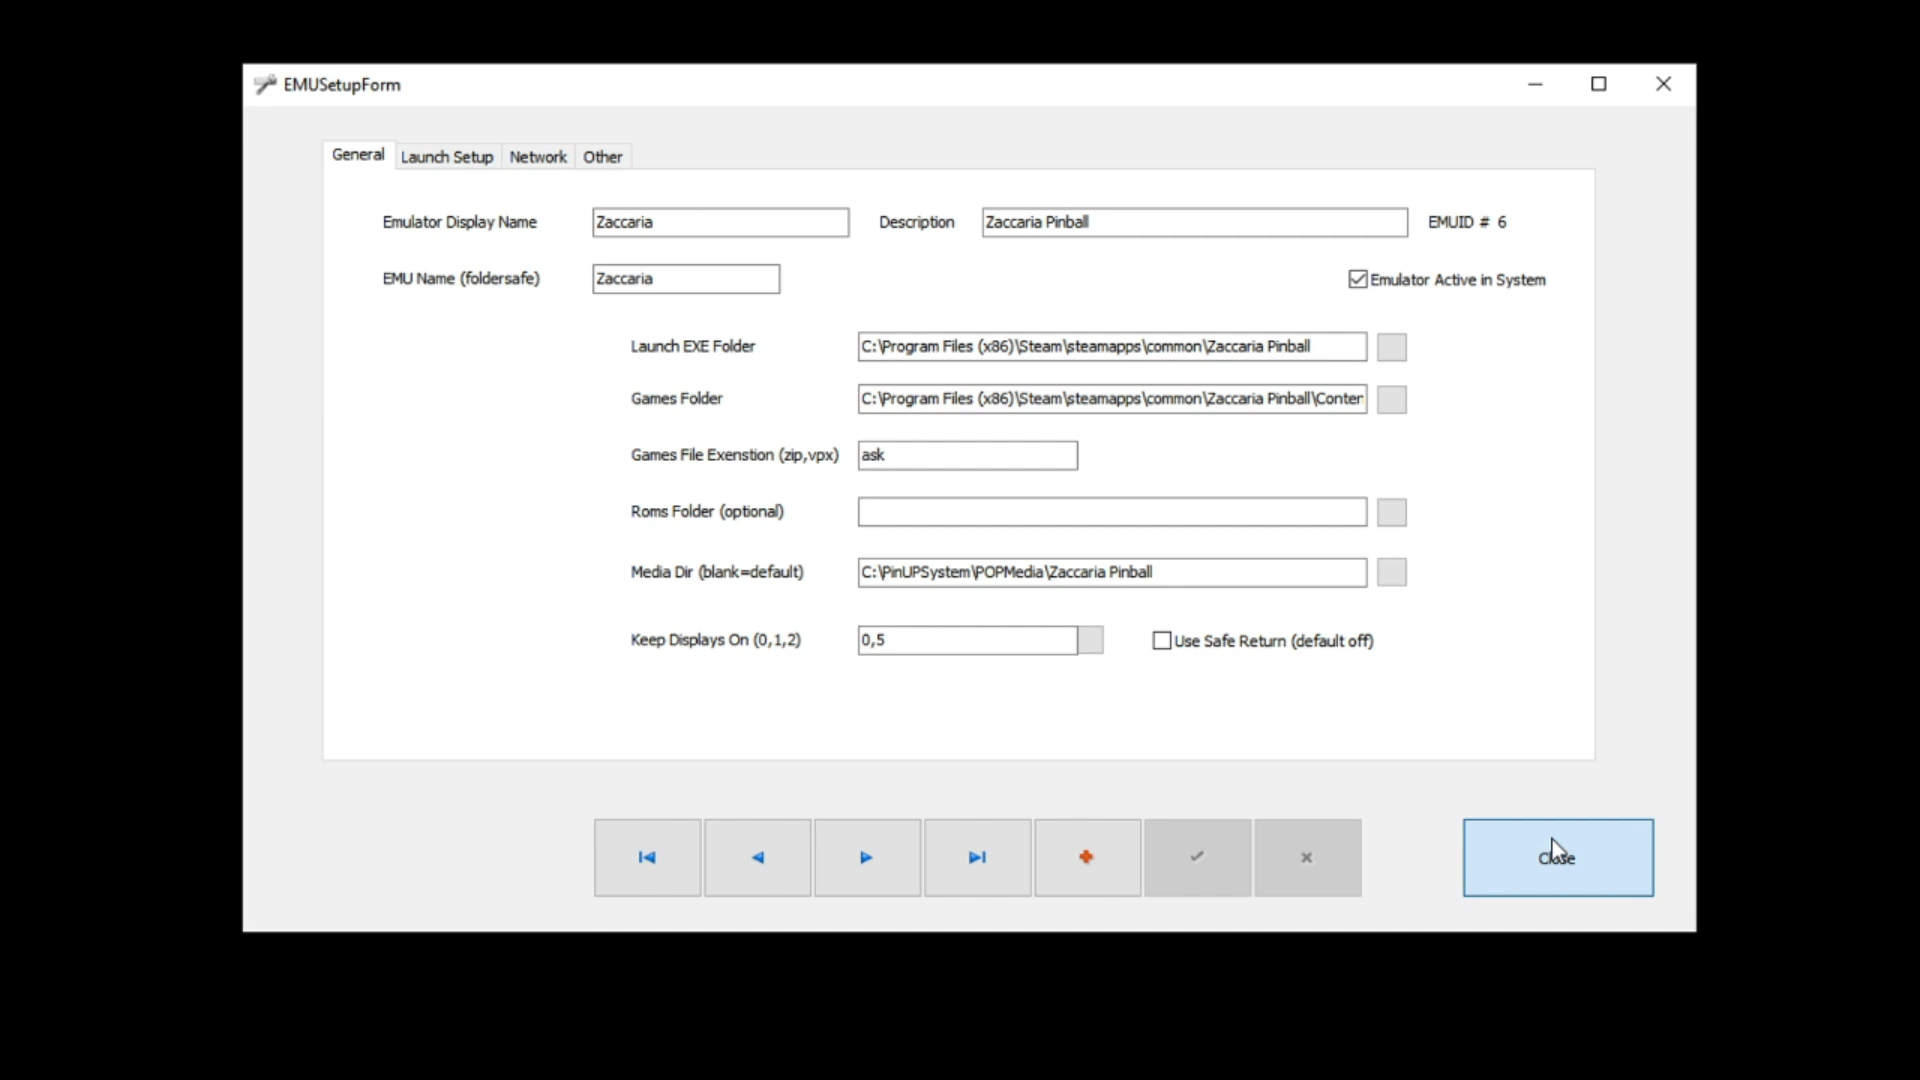 EMUSetupForm
General Launch Setup Network Other
Emulator Display Name Zaccaria Description Zaccaria Pinball EMUID # 6
EMU Name (foldersafe) Zaccaria Emulator Active in System
Launch EXE Folder C:\Program Files (x86)\Steam\steamapps\common\Zaccaria Pinball
Games Folder C:\Program Files (x86)\Steam\steamapps\common\Zaccaria Pinball\Conter
Games File Exenstion (zip,vpx) ask
Roms Folder (optional)
Media Dir (blank=default) C:\PinUPSystem\POPMedia\Zaccaria Pinball
Keep Displays On (0,1,2) 0,5 Use Safe Return (default off)
Close